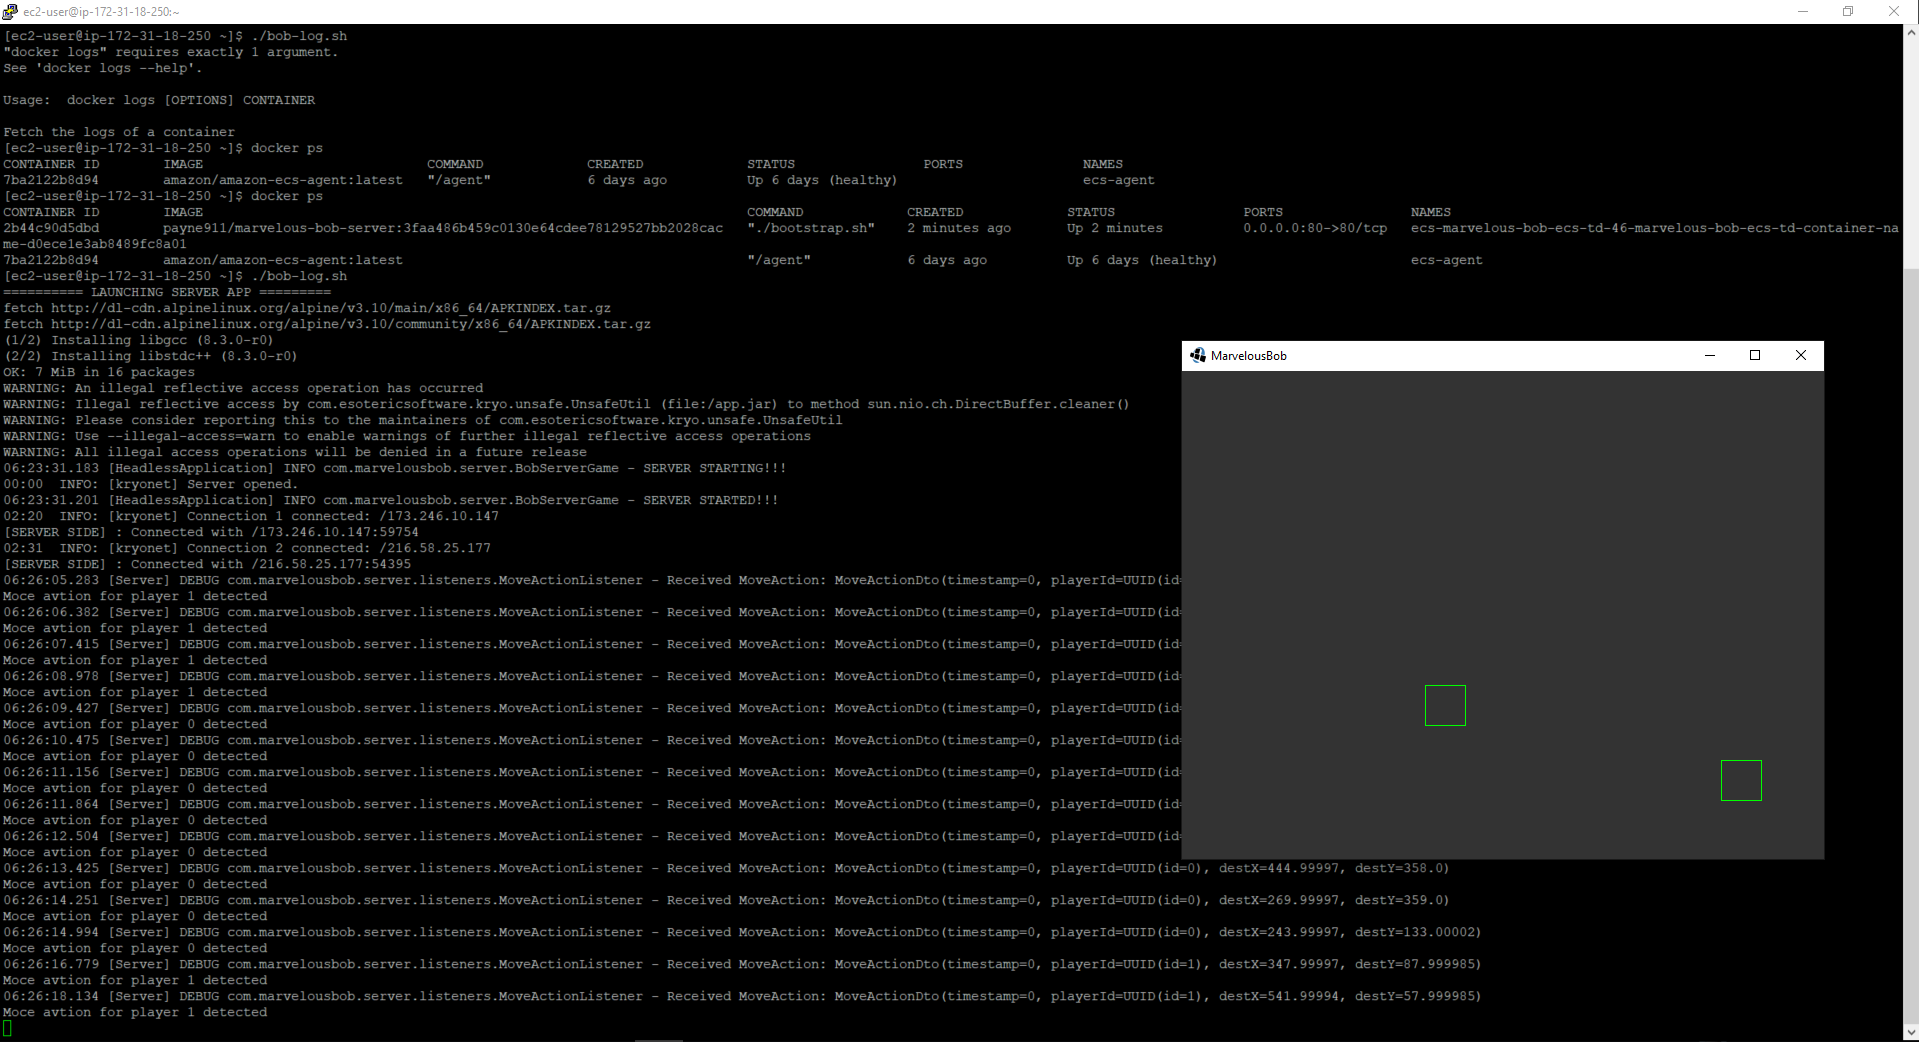 ec2-user@ip-172-31-18-250:~
[ec2-user@ip-172-31-18-250 ~]$ ./bob-log.sh
"docker logs" requires exactly 1 argument.
See 'docker logs --help'.
Usage:  docker logs [OPTIONS] CONTAINER
Fetch the logs of a container
[ec2-user@ip-172-31-18-250 ~]$ docker ps
CONTAINER ID        IMAGE                            COMMAND             CREATED             STATUS                PORTS               NAMES
7ba2122b8d94        amazon/amazon-ecs-agent:latest   "/agent"            6 days ago          Up 6 days (healthy)                       ecs-agent
[ec2-user@ip-172-31-18-250 ~]$ docker ps
CONTAINER ID        IMAGE                                                                    COMMAND             CREATED             STATUS                PORTS                NAMES
2b44c90d5dbd        payne911/marvelous-bob-server:3faa486b459c0130e64cdee78129527bb2028cac   "./bootstrap.sh"    2 minutes ago       Up 2 minutes          0.0.0.0:80->80/tcp   ecs-marvelous-bob-ecs-td-46-marvelous-bob-ecs-td-container-na
me-d0ece1e3ab8489fc8a01
7ba2122b8d94        amazon/amazon-ecs-agent:latest                                           "/agent"            6 days ago          Up 6 days (healthy)                        ecs-agent
[ec2-user@ip-172-31-18-250 ~]$ ./bob-log.sh
========== LAUNCHING SERVER APP =========
fetch http://dl-cdn.alpinelinux.org/alpine/v3.10/main/x86_64/APKINDEX.tar.gz
fetch http://dl-cdn.alpinelinux.org/alpine/v3.10/community/x86_64/APKINDEX.tar.gz
(1/2) Installing libgcc (8.3.0-r0)
(2/2) Installing libstdc++ (8.3.0-r0)
OK: 7 MiB in 16 packages
WARNING: An illegal reflective access operation has occurred
WARNING: Illegal reflective access by com.esotericsoftware.kryo.unsafe.UnsafeUtil (file:/app.jar) to method sun.nio.ch.DirectBuffer.cleaner()
WARNING: Please consider reporting this to the maintainers of com.esotericsoftware.kryo.unsafe.UnsafeUtil
WARNING: Use --illegal-access=warn to enable warnings of further illegal reflective access operations
WARNING: All illegal access operations will be denied in a future release
06:23:31.183 [HeadlessApplication] INFO com.marvelousbob.server.BobServerGame - SERVER STARTING!!!
00:00  INFO: [kryonet] Server opened.
06:23:31.201 [HeadlessApplication] INFO com.marvelousbob.server.BobServerGame - SERVER STARTED!!!
02:20  INFO: [kryonet] Connection 1 connected: /173.246.10.147
[SERVER SIDE] : Connected with /173.246.10.147:59754
02:31  INFO: [kryonet] Connection 2 connected: /216.58.25.177
[SERVER SIDE] : Connected with /216.58.25.177:54395
06:26:05.283 [Server] DEBUG com.marvelousbob.server.listeners.MoveActionListener - Received MoveAction: MoveActionDto(timestamp=0, playerId=UUID(id=
Moce avtion for player 1 detected
06:26:06.382 [Server] DEBUG com.marvelousbob.server.listeners.MoveActionListener - Received MoveAction: MoveActionDto(timestamp=0, playerId=UUID(id=
Moce avtion for player 1 detected
06:26:07.415 [Server] DEBUG com.marvelousbob.server.listeners.MoveActionListener - Received MoveAction: MoveActionDto(timestamp=0, playerId=UUID(id=
Moce avtion for player 1 detected
06:26:08.978 [Server] DEBUG com.marvelousbob.server.listeners.MoveActionListener - Received MoveAction: MoveActionDto(timestamp=0, playerId=UUID(id=
Moce avtion for player 1 detected
06:26:09.427 [Server] DEBUG com.marvelousbob.server.listeners.MoveActionListener - Received MoveAction: MoveActionDto(timestamp=0, playerId=UUID(id=
Moce avtion for player 0 detected
06:26:10.475 [Server] DEBUG com.marvelousbob.server.listeners.MoveActionListener - Received MoveAction: MoveActionDto(timestamp=0, playerId=UUID(id=
Moce avtion for player 0 detected
06:26:11.156 [Server] DEBUG com.marvelousbob.server.listeners.MoveActionListener - Received MoveAction: MoveActionDto(timestamp=0, playerId=UUID(id=
Moce avtion for player 0 detected
06:26:11.864 [Server] DEBUG com.marvelousbob.server.listeners.MoveActionListener - Received MoveAction: MoveActionDto(timestamp=0, playerId=UUID(id=
Moce avtion for player 0 detected
06:26:12.504 [Server] DEBUG com.marvelousbob.server.listeners.MoveActionListener - Received MoveAction: MoveActionDto(timestamp=0, playerId=UUID(id=
Moce avtion for player 0 detected
06:26:13.425 [Server] DEBUG com.marvelousbob.server.listeners.MoveActionListener - Received MoveAction: MoveActionDto(timestamp=0, playerId=UUID(id=0), destX=444.99997, destY=358.0)
Moce avtion for player 0 detected
06:26:14.251 [Server] DEBUG com.marvelousbob.server.listeners.MoveActionListener - Received MoveAction: MoveActionDto(timestamp=0, playerId=UUID(id=0), destX=269.99997, destY=359.0)
Moce avtion for player 0 detected
06:26:14.994 [Server] DEBUG com.marvelousbob.server.listeners.MoveActionListener - Received MoveAction: MoveActionDto(timestamp=0, playerId=UUID(id=0), destX=243.99997, destY=133.00002)
Moce avtion for player 0 detected
06:26:16.779 [Server] DEBUG com.marvelousbob.server.listeners.MoveActionListener - Received MoveAction: MoveActionDto(timestamp=0, playerId=UUID(id=1), destX=347.99997, destY=87.999985)
Moce avtion for player 1 detected
06:26:18.134 [Server] DEBUG com.marvelousbob.server.listeners.MoveActionListener - Received MoveAction: MoveActionDto(timestamp=0, playerId=UUID(id=1), destX=541.99994, destY=57.999985)
Moce avtion for player 1 detected
MarvelousBob